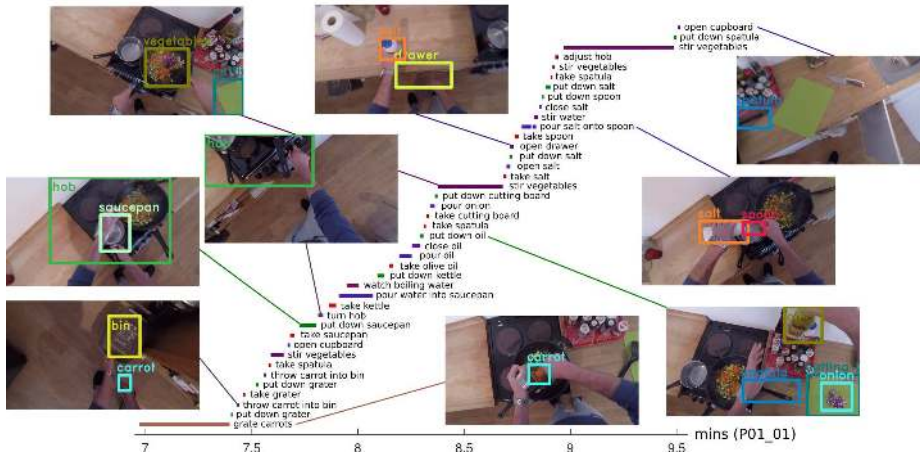 open cupboard
put down spatula
stir vegetables
adjust hob
stir vegetables
take spatula
put down salt
put down spoon
close salt
stir water
pour salt onto spoon
take spoon
open drawer
put down salt
open salt
take salt
stir vegetables
put down cutting board
pour onion
take cutting board
take spatula
put down oil
close oil
pour oil
take olive oil
put down kettle
watch boiling water
pour water into saucepan
take kettle
turn hob
put down saucepan
take saucepan
open cupboard
stir vegetables
take spatula
throw carrot into bin
put down grater
take grater
throw carrot into bin
put down grater
grate carrots
vegetables
drawer
hob
hob
saucepan
salt
spoon
bin
carrot
carrot
onion
7 7.5 8 8.5 9 9.5 mins (P01_01)